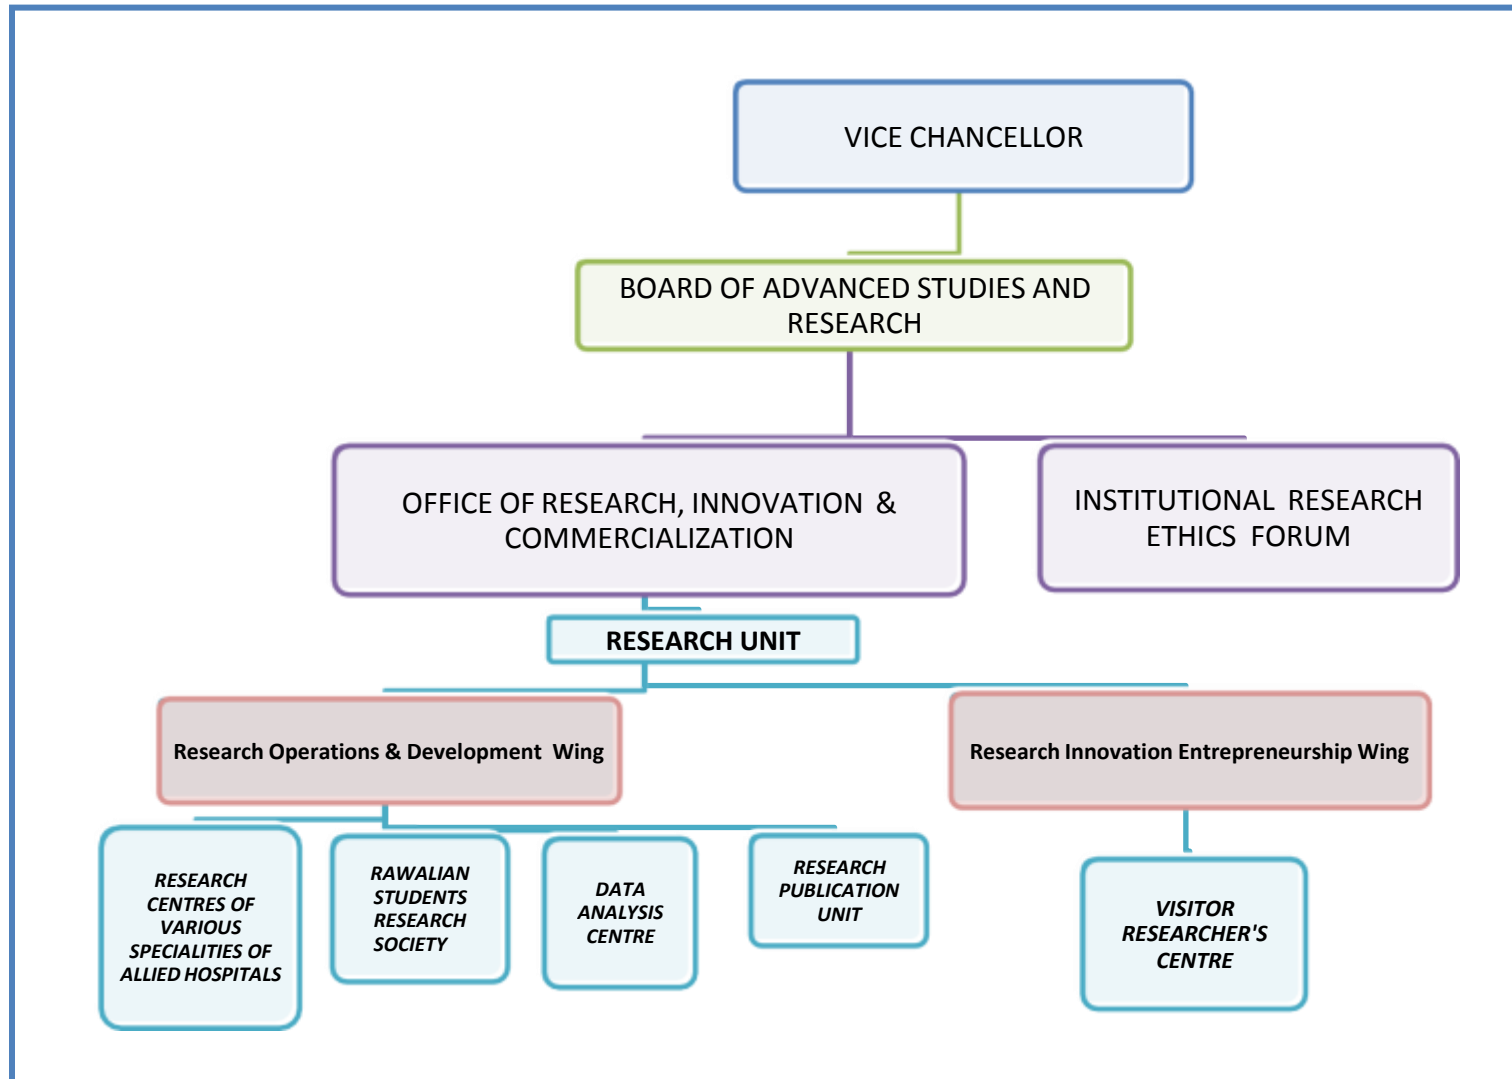 VICE CHANCELLOR
BOARD OF ADVANCED STUDIES AND
RESEARCH
OFFICE OF RESEARCH, INNOVATION &
COMMERCIALIZATION
INSTITUTIONAL RESEARCH
ETHICS FORUM
RESEARCH UNIT
Research Operations & Development Wing
Research Innovation Entrepreneurship Wing
RESEARCH
CENTRES OF
VARIOUS
SPECIALITIES OF
ALLIED HOSPITALS
RAWALIAN
STUDENTS
RESEARCH
SOCIETY
DATA
ANALYSIS
CENTRE
RESEARCH
PUBLICATION
UNIT
VISITOR
RESEARCHER'S
CENTRE